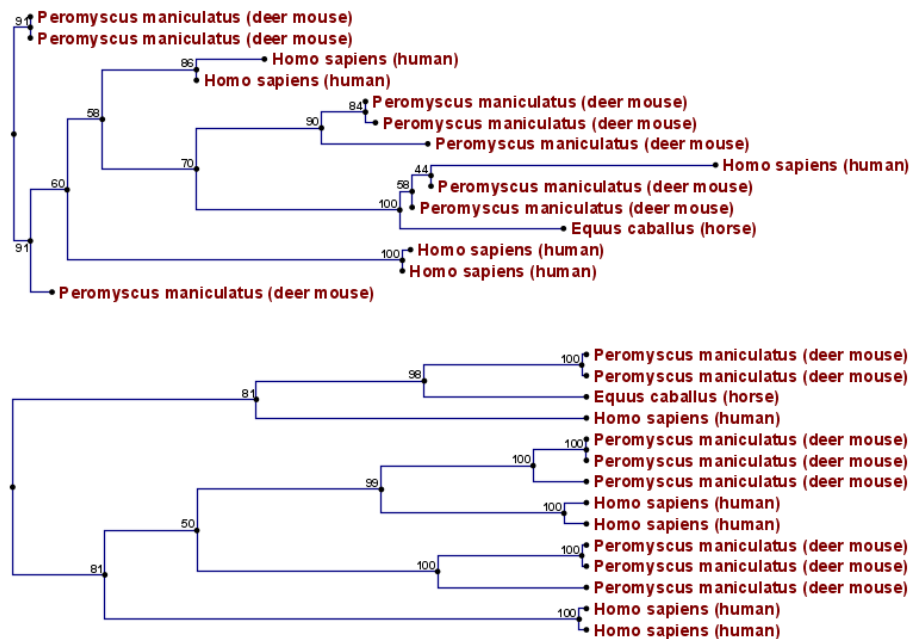 91 Peromyscus maniculatus (deer mouse)
Peromyscus maniculatus (deer mouse)
86 Homo sapiens (human)
Homo sapiens (human)
84 Peromyscus maniculatus (deer mouse)
58
90 Peromyscus maniculatus (deer mouse)
Peromyscus maniculatus (deer mouse)
70 44 Homo sapiens (human)
60 58 Peromyscus maniculatus (deer mouse)
100 Peromyscus maniculatus (deer mouse)
Equus caballus (horse)
91 100 Homo sapiens (human)
Homo sapiens (human)
Peromyscus maniculatus (deer mouse)
100 Peromyscus maniculatus (deer mouse)
98 Peromyscus maniculatus (deer mouse)
81 Equus caballus (horse)
Homo sapiens (human)
100 Peromyscus maniculatus (deer mouse)
100 Peromyscus maniculatus (deer mouse)
99 Peromyscus maniculatus (deer mouse)
Homo sapiens (human)
50 Homo sapiens (human)
100 Peromyscus maniculatus (deer mouse)
81 100 Peromyscus maniculatus (deer mouse)
Peromyscus maniculatus (deer mouse)
100 Homo sapiens (human)
Homo sapiens (human)